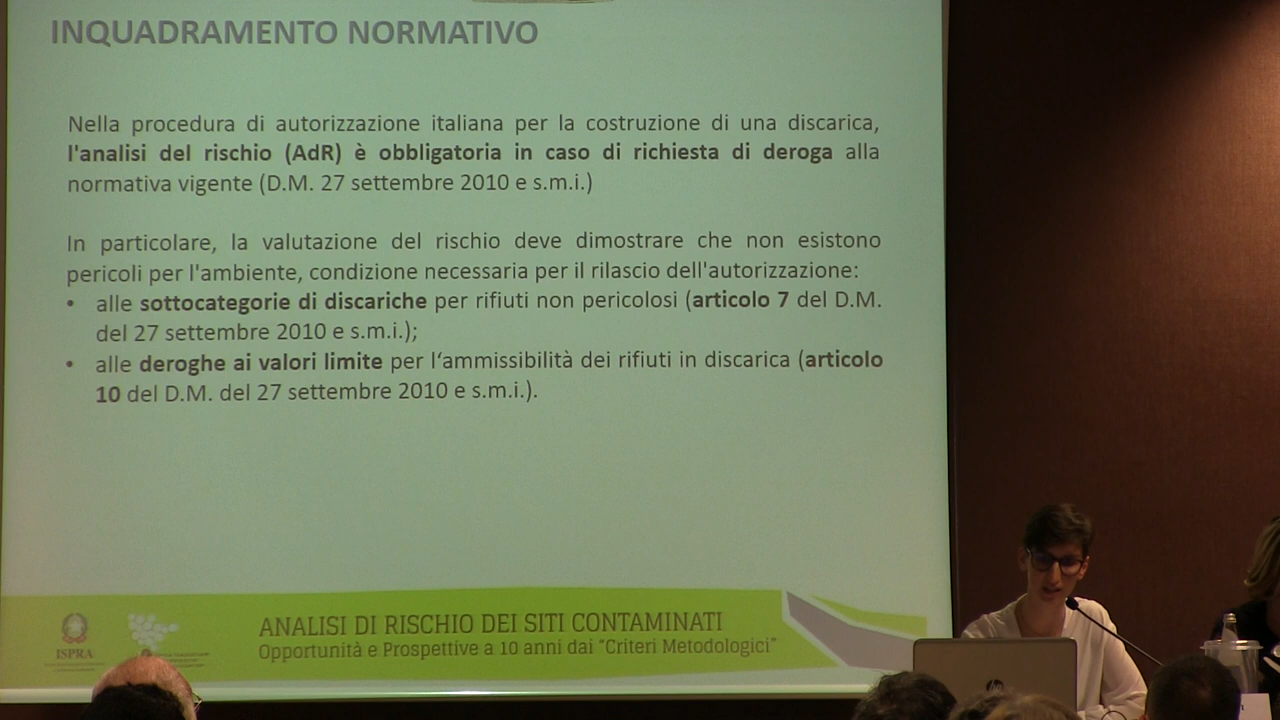 INQUADRAMENTO NORMATIVO
Nella procedura di autorizzazione italiana per la costruzione di una discarica,
l'analisi del rischio (AdR) è obbligatoria in caso di richiesta di deroga alla
normativa vigente (D.M. 27 settembre 2010 e s.m.i.)
In particolare, la valutazione del rischio deve dimostrare che non esistono
pericoli per l'ambiente, condizione necessaria per il rilascio dell'autorizzazione:
• alle sottocategorie di discariche per rifiuti non pericolosi (articolo 7 del D.M.
del 27 settembre 2010 e s.m.i.);
• alle deroghe ai valori limite per l‘ammissibilità dei rifiuti in discarica (articolo
10 del D.M. del 27 settembre 2010 e s.m.i.).
ANALISI DI RISCHIO DEI SITI CONTAMINATI
Opportunità e Prospettive a 10 anni dai “Criteri Metodologici”
ISPRA